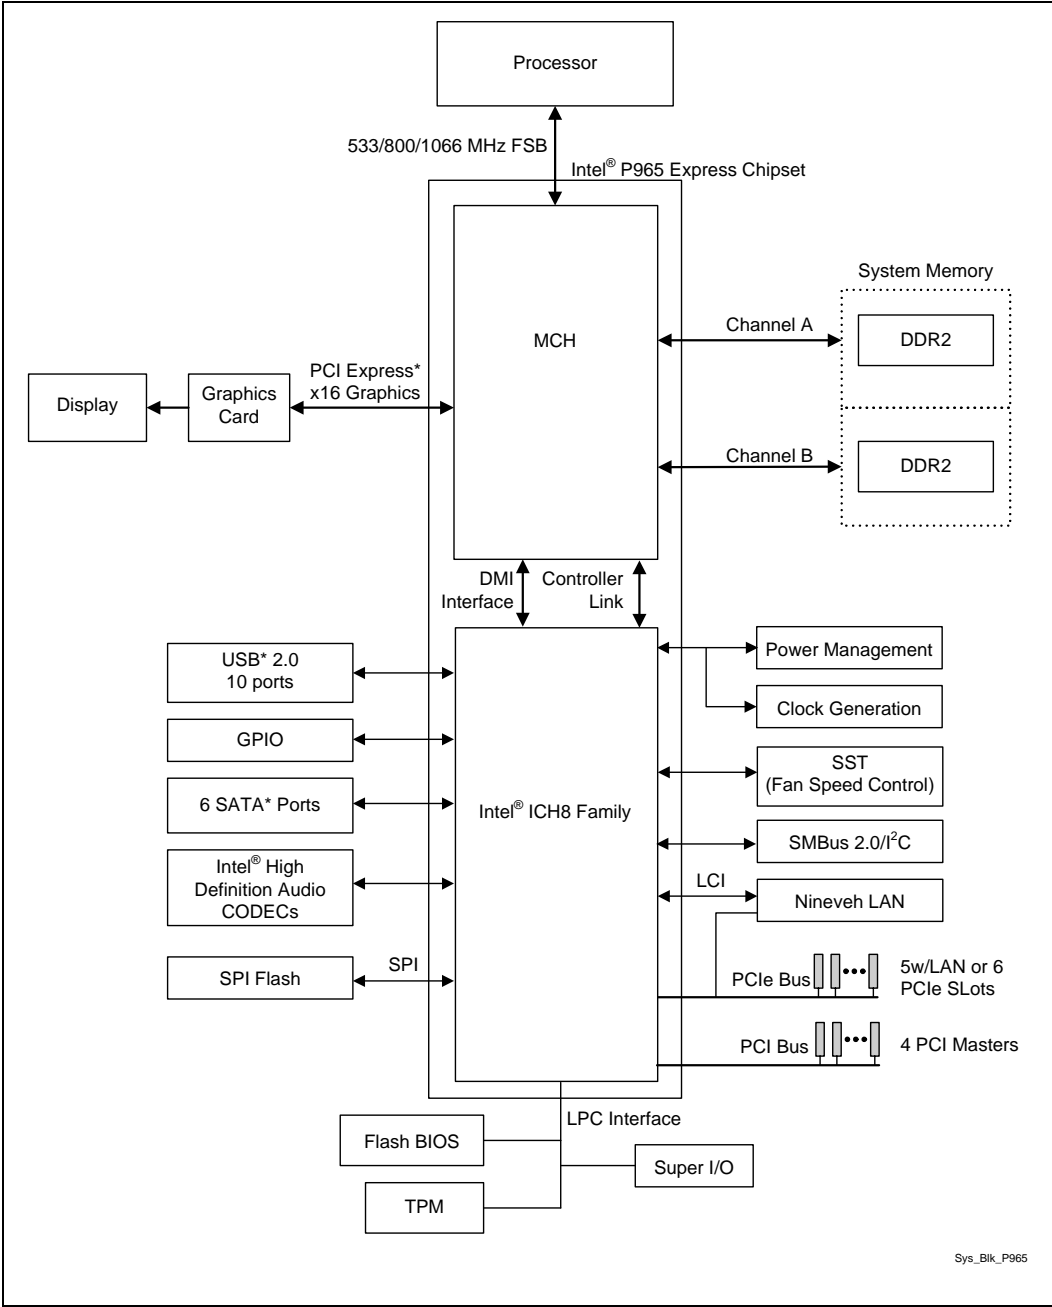 Processor
533/800/1066 MHz FSB
Intel® P965 Express Chipset
System Memory
MCH
Channel A
DDR2
PCI Express*
x16 Graphics
Display
Graphics
Card
Channel B
DDR2
DMI
Interface
Controller
Link
USB* 2.0
10 ports
Power Management
GPIO
Clock Generation
SST
(Fan Speed Control)
6 SATA* Ports
Intel® ICH8 Family
SMBus 2.0/I²C
Intel® High
Definition Audio
CODECs
LCI
Nineveh LAN
SPI Flash
SPI
PCIe Bus
5w/LAN or 6
PCIe SLots
PCI Bus
4 PCI Masters
LPC Interface
Flash BIOS
Super I/O
TPM
Sys_Blk_P965